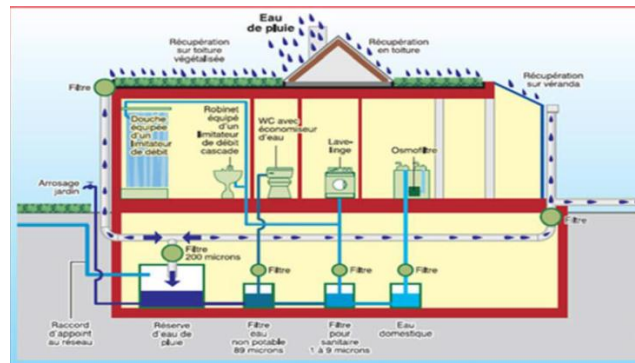 Eau
de pluie
Récupération
sur toiture
végétalisée
Récupération
en toiture
Récupération
sur véranda
Filtre
Douche
équipée
d'un
limitateur
de débit
Robinet
équipé
d'un
limitateur
de débit
cascade
WC avec
économiseur
d'eau
Lave-
linge
Osmofiltre
Arrosage
jardin
Filtre
Filtre
200 microns
Filtre
Filtre
Filtre
Raccord
d'appoint
au réseau
Réserve
d'eau de
pluie
Filtre
eau
non potable
89 microns
Filtre
pour
sanitaire
1 à 9 microns
Eau
domestique